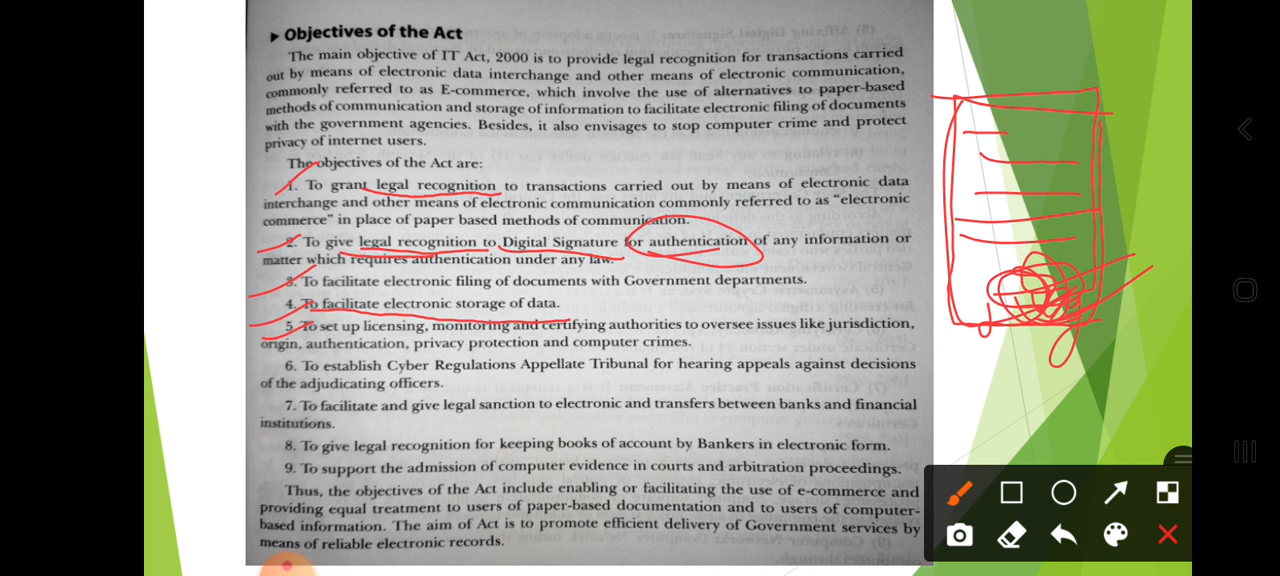 ▸ Objectives of the Act
The main objective of IT Act, 2000 is to provide legal recognition for transactions carried
out by means of electronic data interchange and other means of electronic communication,
commonly referred to as E-commerce, which involve the use of alternatives to paper-based
methods of communication and storage of information to facilitate electronic filing of documents
with the government agencies. Besides, it also envisages to stop computer crime and protect
privacy of internet users.
The objectives of the Act are:
1. To grant legal recognition to transactions carried out by means of electronic data
interchange and other means of electronic communication commonly referred to as “electronic
commerce” in place of paper based methods of communication.
2. To give legal recognition to Digital Signature for authentication of any information or
matter which requires authentication under any law.
3. To facilitate electronic filing of documents with Government departments.
4. To facilitate electronic storage of data.
5. To set up licensing, monitoring and certifying authorities to oversee issues like jurisdiction,
origin, authentication, privacy protection and computer crimes.
6. To establish Cyber Regulations Appellate Tribunal for hearing appeals against decisions
of the adjudicating officers.
7. To facilitate and give legal sanction to electronic and transfers between banks and financial
institutions.
8. To give legal recognition for keeping books of account by Bankers in electronic form.
9. To support the admission of computer evidence in courts and arbitration proceedings.
Thus, the objectives of the Act include enabling or facilitating the use of e-commerce and
providing equal treatment to users of paper-based documentation and to users of computer-
based information. The aim of Act is to promote efficient delivery of Government services by
means of reliable electronic records.